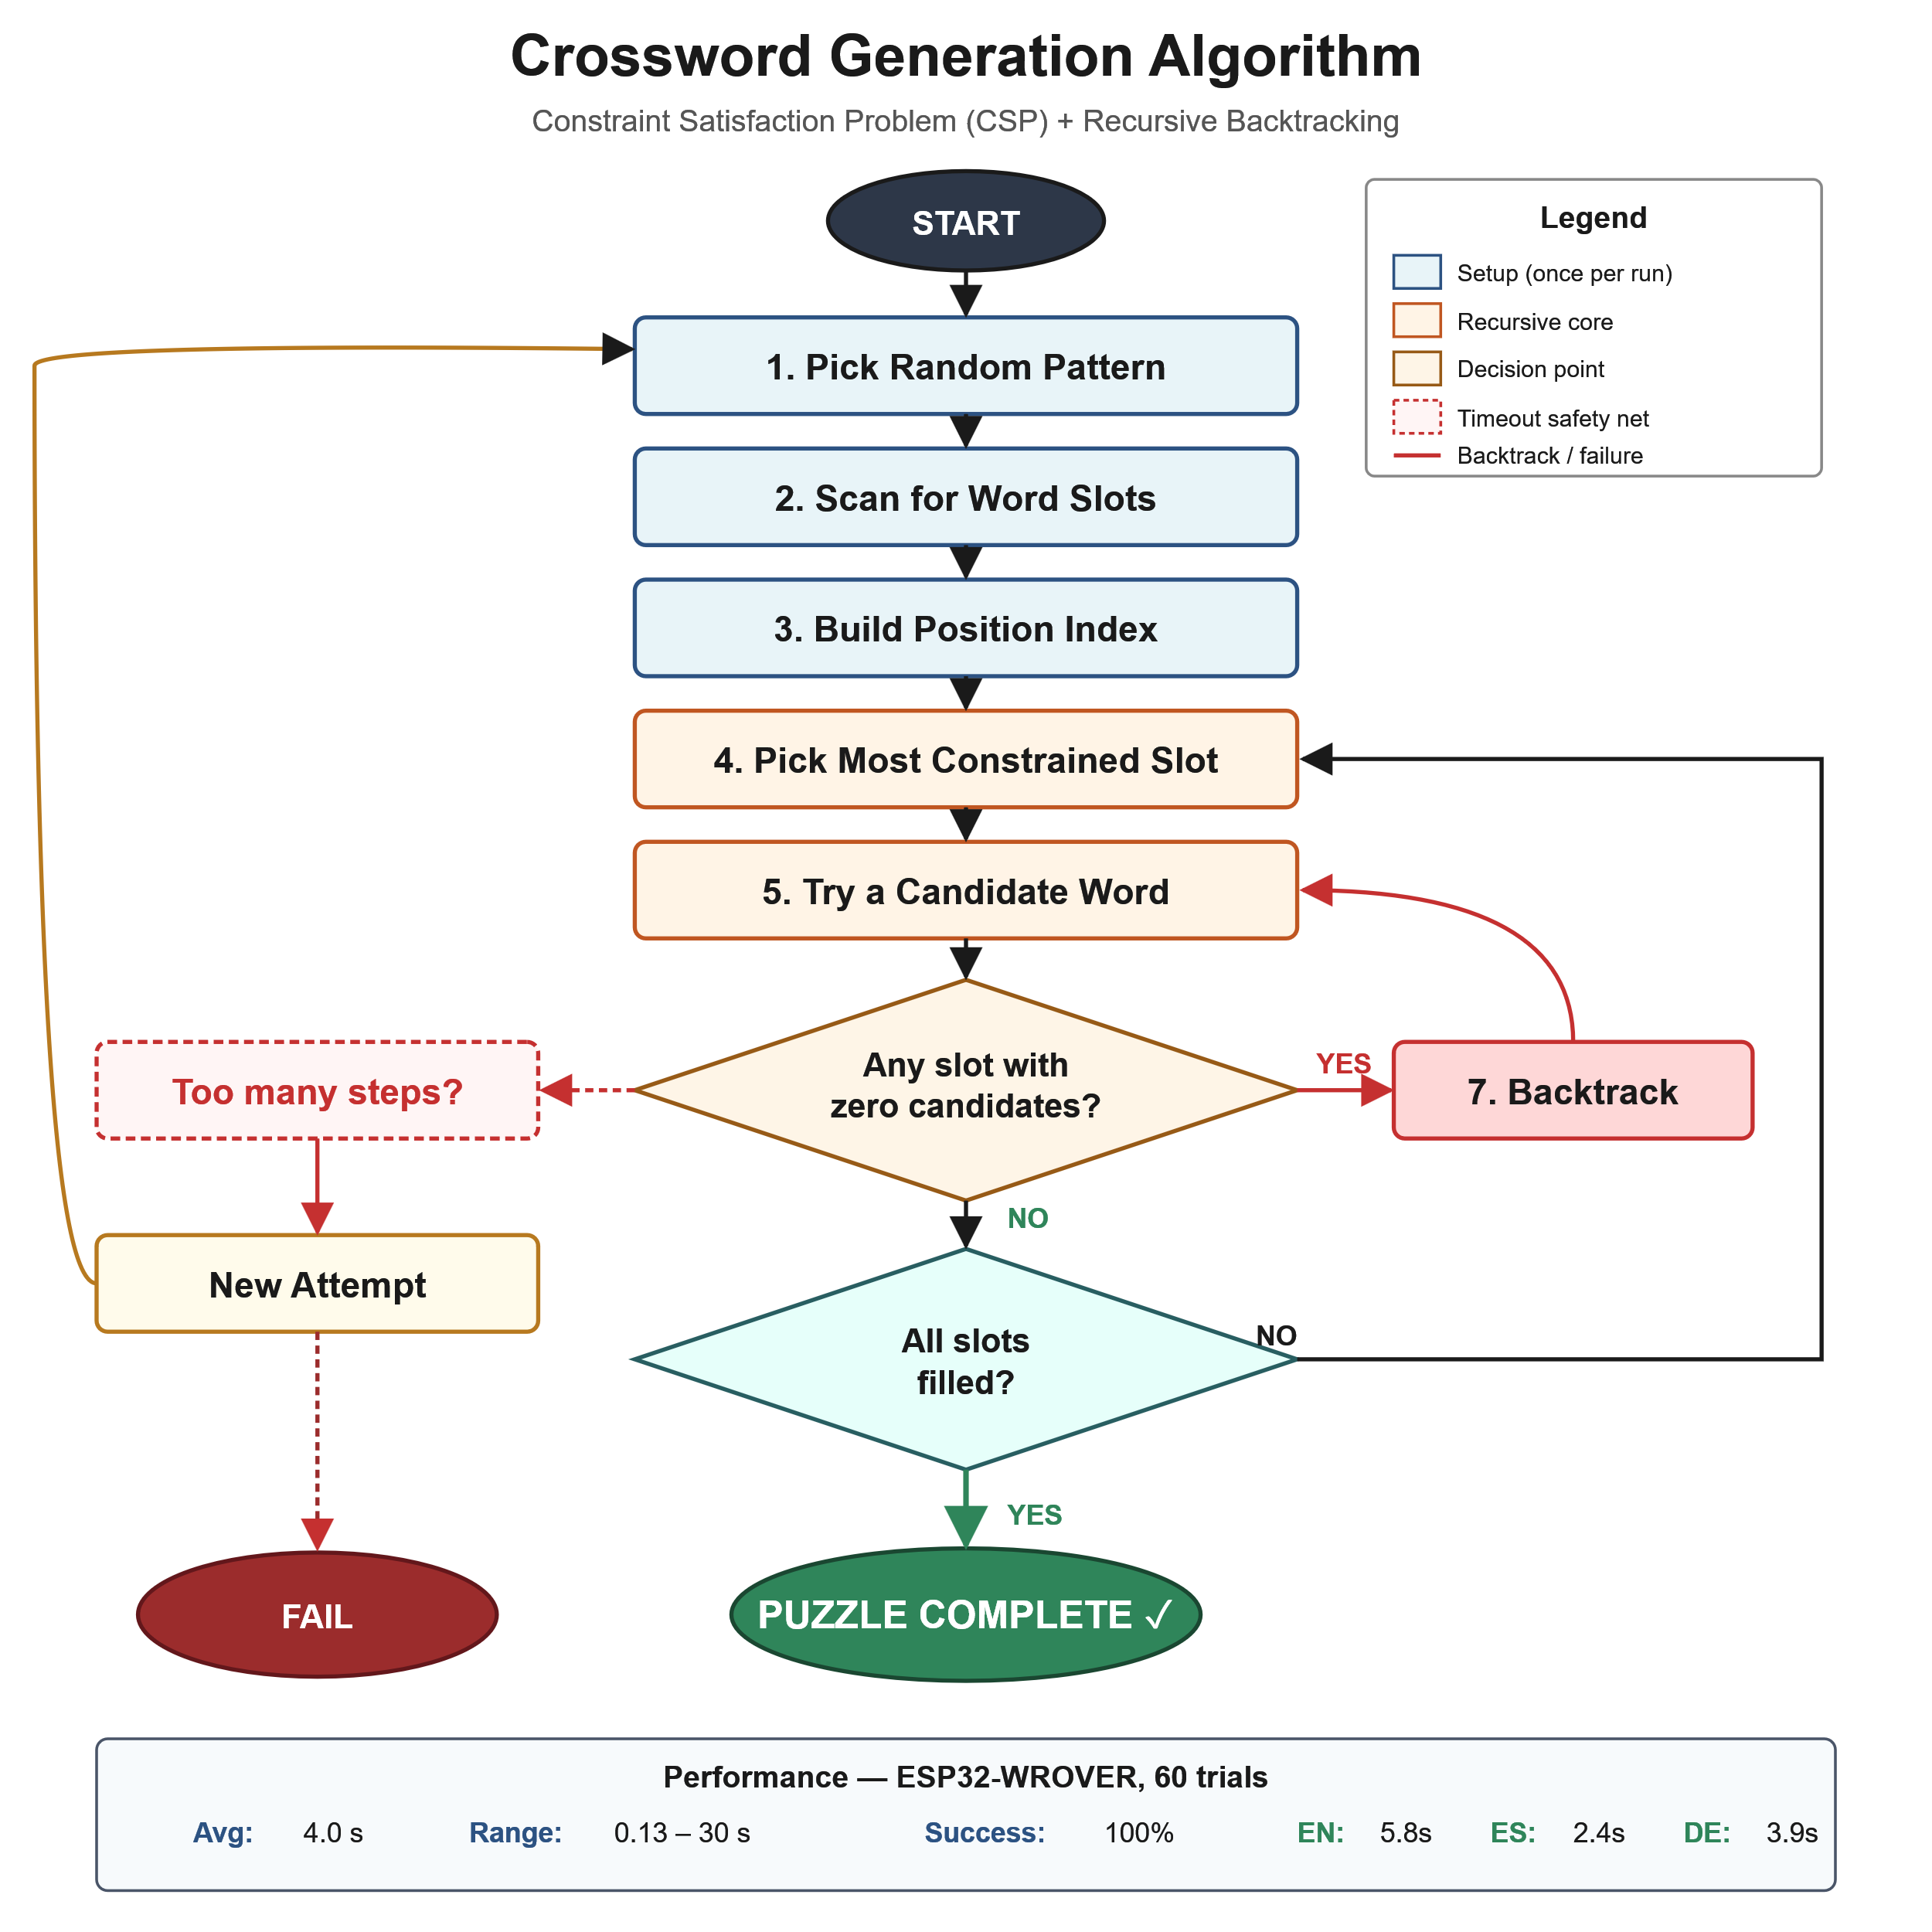 Crossword Generation Algorithm
Constraint Satisfaction Problem (CSP) + Recursive Backtracking
START
Legend
Setup (once per run)
Recursive core
Decision point
Timeout safety net
Backtrack / failure
1. Pick Random Pattern
2. Scan for Word Slots
3. Build Position Index
4. Pick Most Constrained Slot
5. Try a Candidate Word
Any slot with
zero candidates?
YES
7. Backtrack
Too many steps?
NO
New Attempt
All slots
filled?
NO
YES
FAIL
PUZZLE COMPLETE ✓
Performance — ESP32-WROVER, 60 trials
Avg: 4.0 s Range: 0.13 – 30 s Success: 100% EN: 5.8s ES: 2.4s DE: 3.9s